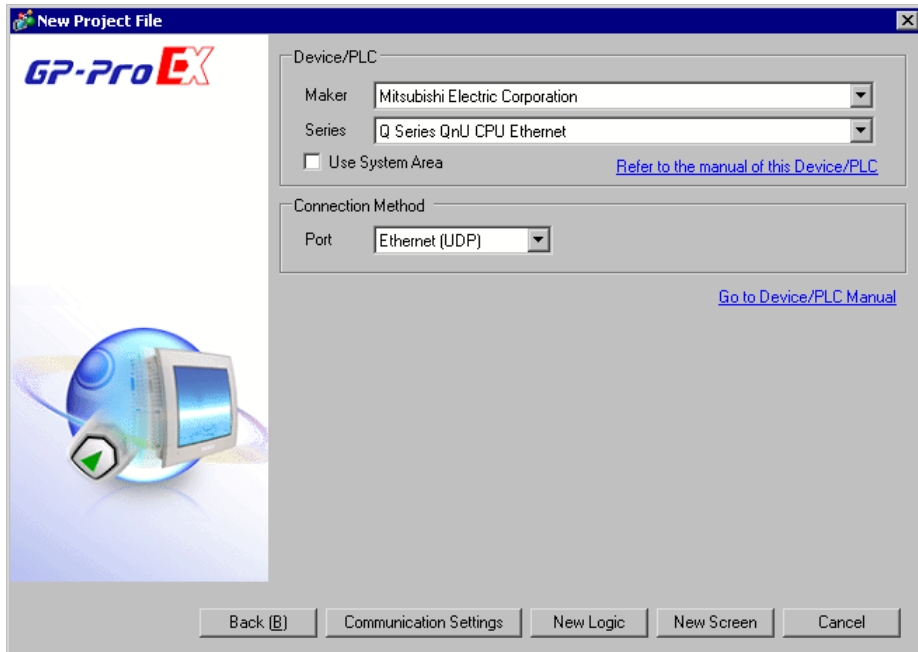 New Project File
GP-Pro EX
Device/PLC
Maker Mitsubishi Electric Corporation
Series Q Series QnU CPU Ethernet
Use System Area Refer to the manual of this Device/PLC
Connection Method
Port Ethernet (UDP)
Go to Device/PLC Manual
Back (B) Communication Settings New Logic New Screen Cancel